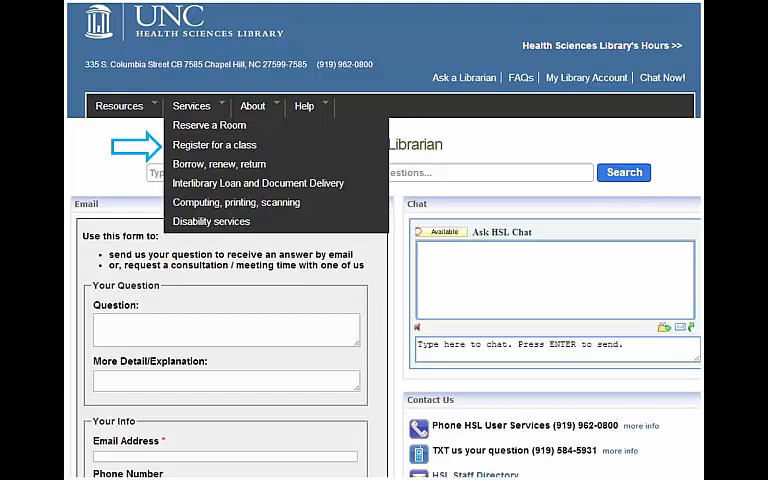 UNC
HEALTH SCIENCES LIBRARY
Health Sciences Library's Hours >>
335 S. Columbia Street CB 7585 Chapel Hill, NC 27599-7585 (919) 962-0800
Ask a Librarian | FAQs | My Library Account | Chat Now!
Resources Services About Help
Reserve a Room
Register for a class
Borrow, renew, return
Interlibrary Loan and Document Delivery
Computing, printing, scanning
Disability services
Librarian
Search
Email
Use this form to:
• send us your question to receive an answer by email
• or, request a consultation / meeting time with one of us
Your Question
Question:
More Detail/Explanation:
Your Info
Email Address *
Phone Number
Chat
Available Ask HSL Chat
Type here to chat. Press ENTER to send.
Contact Us
Phone HSL User Services (919) 962-0800 more info
TXT us your question (919) 584-5931 more info
HSL Staff Directory